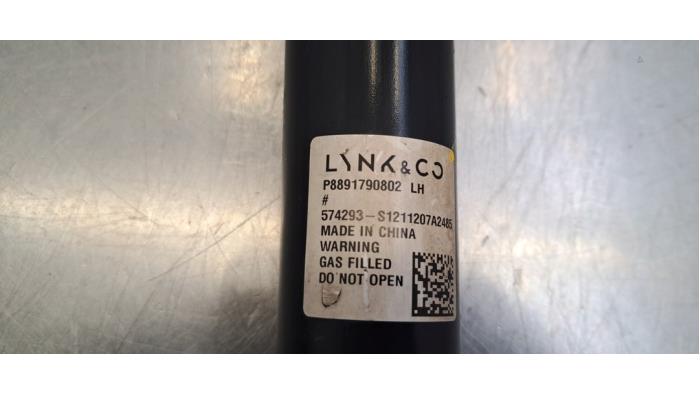 LYNK&CO
P8891790802 LH
#
574293-S1211207A2485
MADE IN CHINA
WARNING
GAS FILLED
DO NOT OPEN